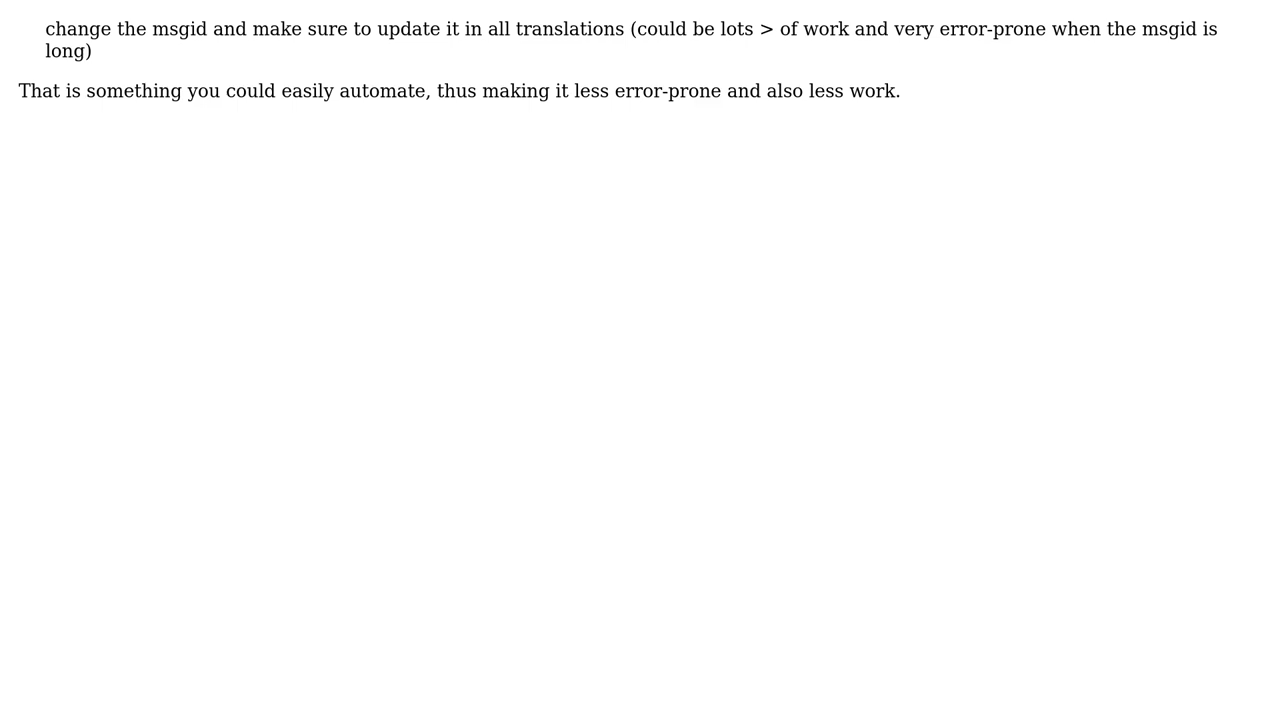 change the msgid and make sure to update it in all translations (could be lots > of work and very error-prone when the msgid is
long)
That is something you could easily automate, thus making it less error-prone and also less work.